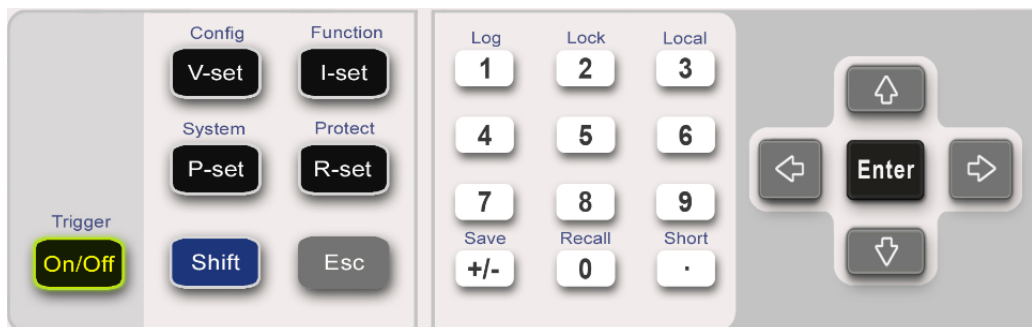 Config Function
V-set I-set
System Protect
P-set R-set
Trigger
On/Off Shift Esc
Log Lock Local
1 2 3
4 5 6
7 8 9
Save Recall Short
+/- 0 .
Enter